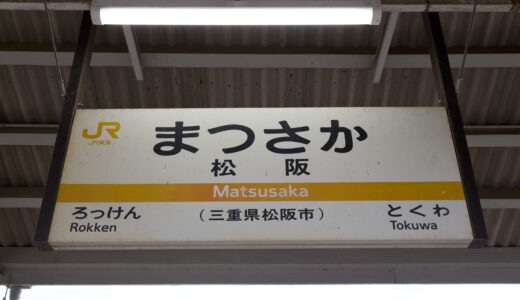 JR
JR東海
まつさか
松阪
Matsusaka
ろっけん
Rokken
（三重県松阪市）
とくわ
Tokuwa